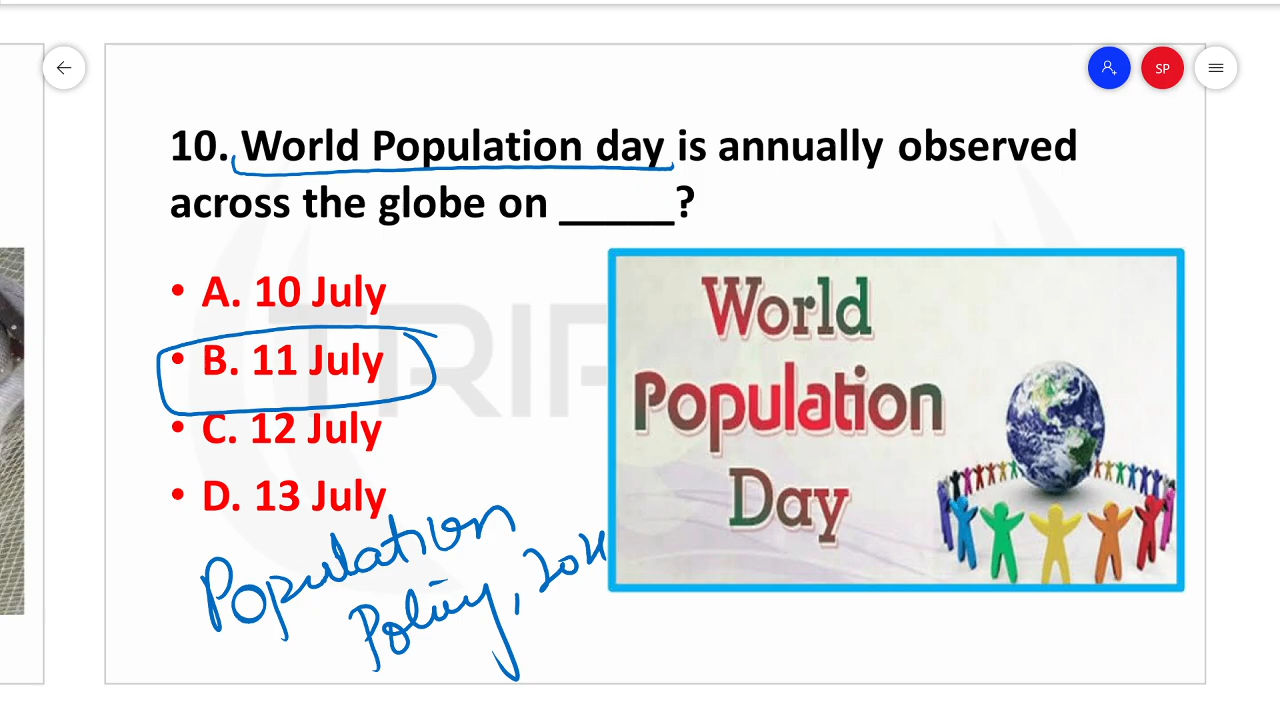 SP
10. World Population day is annually observed
across the globe on _____?
• A. 10 July
• B. 11 July
• C. 12 July
• D. 13 July
World
Population
Day
Population
Policy,